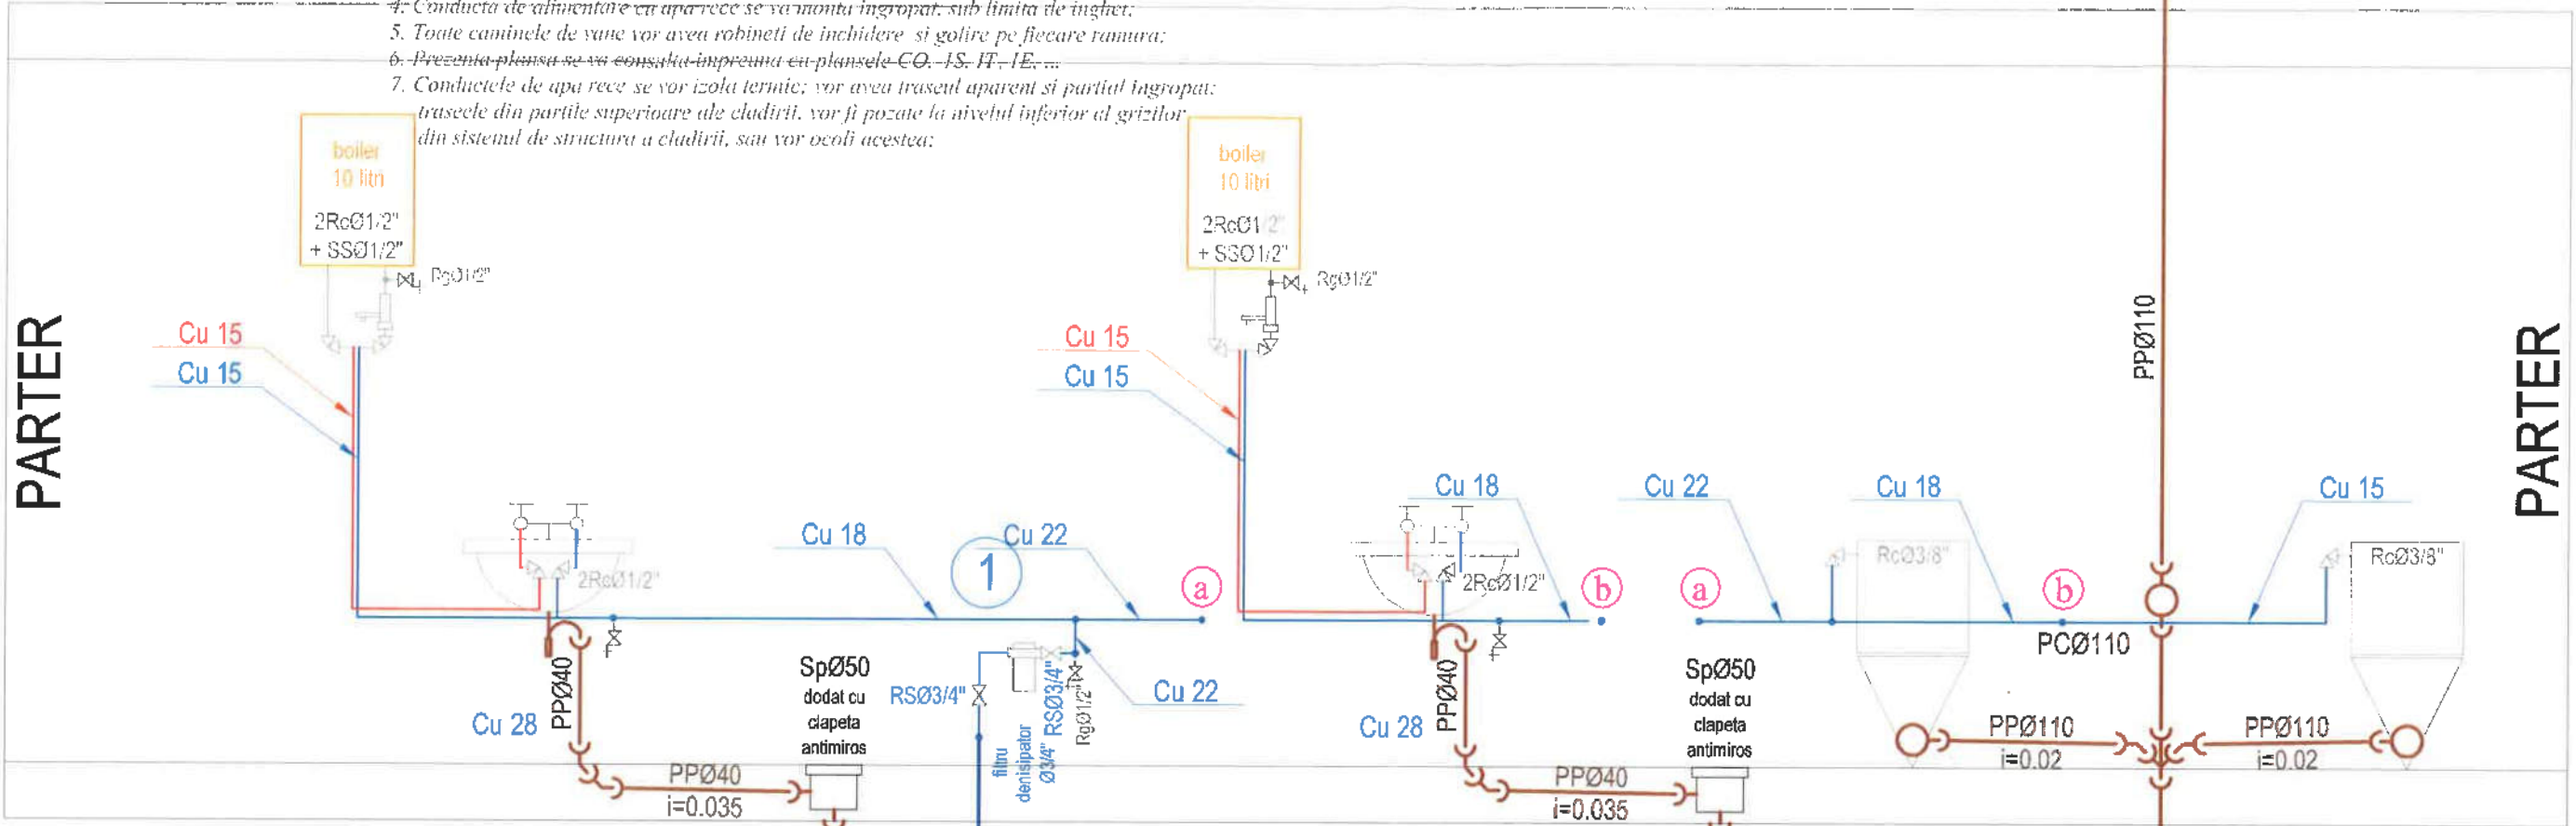 4. Conducta de alimentare cu apa rece se va monta ingropat, sub limita de inghet;
5. Toate caminele de vane vor avea robineti de inchidere si golire pe fiecare ramura;
6. Prezenta plansa se va consulta impreuna cu plansele CO, IS, IT, IE, ...
7. Conductele de apa rece se vor izola termic; vor avea traseul aparent si partial ingropat;
traseele din partile superioare ale cladirii, vor fi pozate la nivelul inferior al grizilor
din sistemul de structura a cladirii, sau vor ocoli acestea;
PARTER
boiler
10 litri
2RcØ1/2"
+ SSØ1/2"
RgØ1/2"
Cu 15
Cu 15
2RcØ1/2"
Cu 18
1
Cu 22
a
PPØ40
Cu 28
SpØ50
dodat cu
clapeta
antimiros
PPØ40
i=0.035
RSØ3/4"
filtru
denisipator
Ø3/4"
RSØ3/4"
RgØ1/2"
Cu 22
boiler
10 litri
2RcØ1/2"
+ SSØ1/2"
RgØ1/2"
Cu 15
Cu 15
2RcØ1/2"
Cu 18
b
PPØ40
Cu 28
SpØ50
dodat cu
clapeta
antimiros
PPØ40
i=0.035
Cu 22
a
Cu 18
RcØ3/8"
b
PCØ110
PPØ110
Cu 15
RcØ3/8"
PPØ110
i=0.02
PPØ110
i=0.02
PARTER